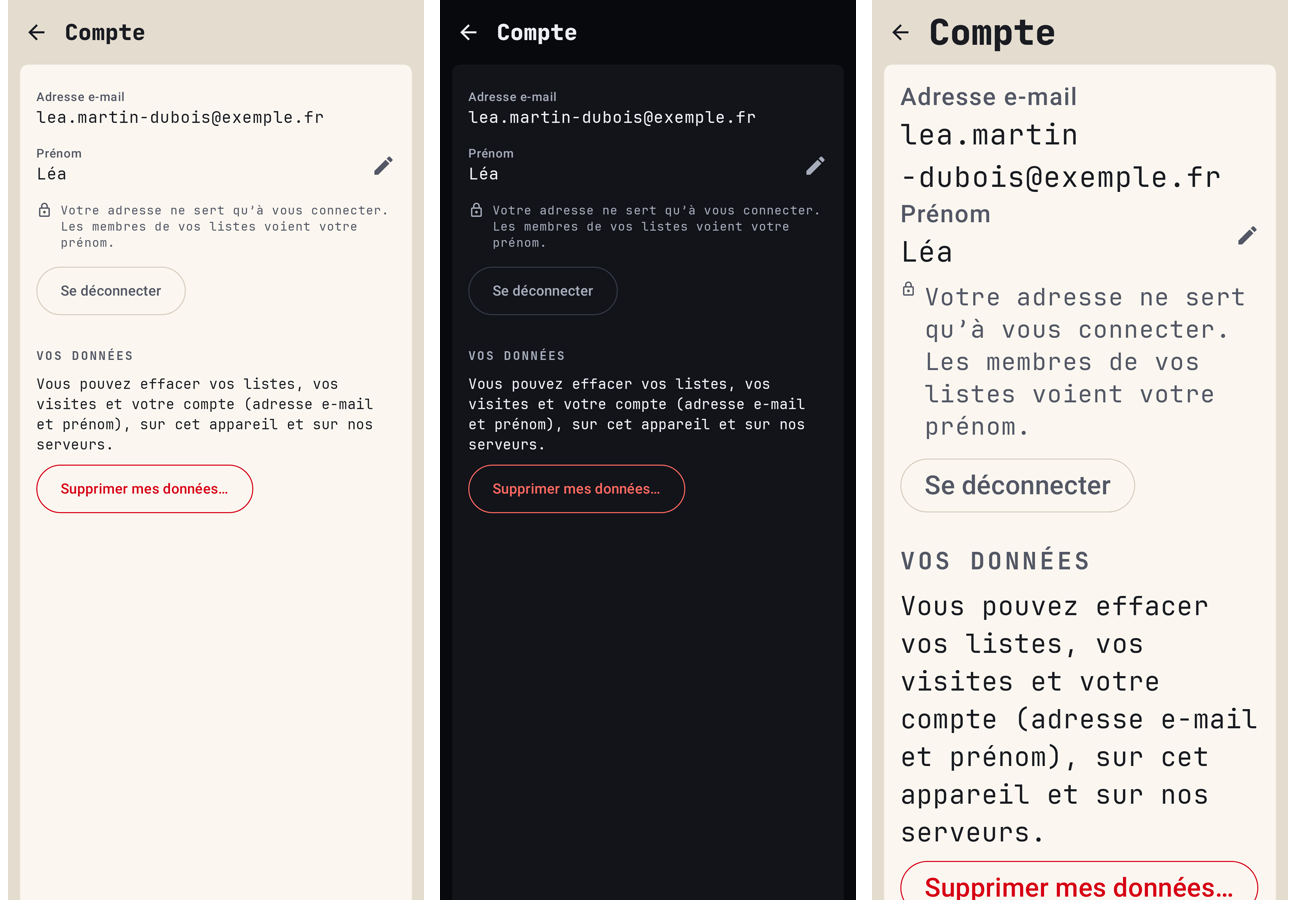 Compte
Adresse e-mail
lea.martin-dubois@exemple.fr
Prénom
Léa
Votre adresse ne sert qu’à vous connecter.
Les membres de vos listes voient votre
prénom.
Se déconnecter
VOS DONNÉES
Vous pouvez effacer vos listes, vos
visites et votre compte (adresse e-mail
et prénom), sur cet appareil et sur nos
serveurs.
Supprimer mes données…
Compte
Adresse e-mail
lea.martin-dubois@exemple.fr
Prénom
Léa
Votre adresse ne sert qu’à vous connecter.
Les membres de vos listes voient votre
prénom.
Se déconnecter
VOS DONNÉES
Vous pouvez effacer vos listes, vos
visites et votre compte (adresse e-mail
et prénom), sur cet appareil et sur nos
serveurs.
Supprimer mes données…
Compte
Adresse e-mail
lea.martin
-dubois@exemple.fr
Prénom
Léa
Votre adresse ne sert
qu’à vous connecter.
Les membres de vos
listes voient votre
prénom.
Se déconnecter
VOS DONNÉES
Vous pouvez effacer
vos listes, vos
visites et votre
compte (adresse e-mail
et prénom), sur cet
appareil et sur nos
serveurs.
Supprimer mes données…